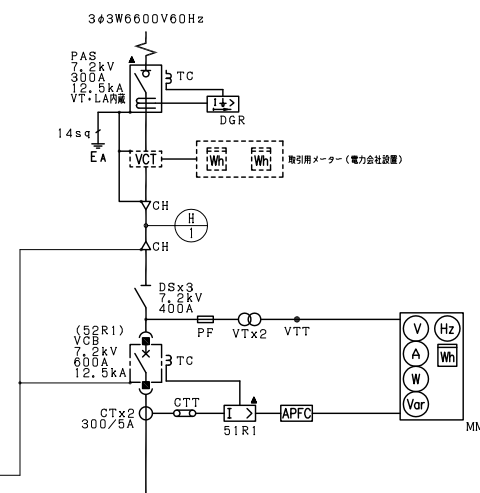 3φ3W6600V60Hz
PAS
7.2kV
300A
12.5kA
VT・LA内蔵
TC
I >
DGR
14sq
EA
VCT
Wh
Wh
取引用メーター(電力会社設置)
CH
H
1
CH
DSx3
7.2kV
400A
PF
VTx2
VTT
V
Hz
A
Wh
W
Var
(52R1)
VCB
7.2kV
600A
12.5kA
TC
CTx2
300/5A
CTT
I >
51R1
APFC
MM